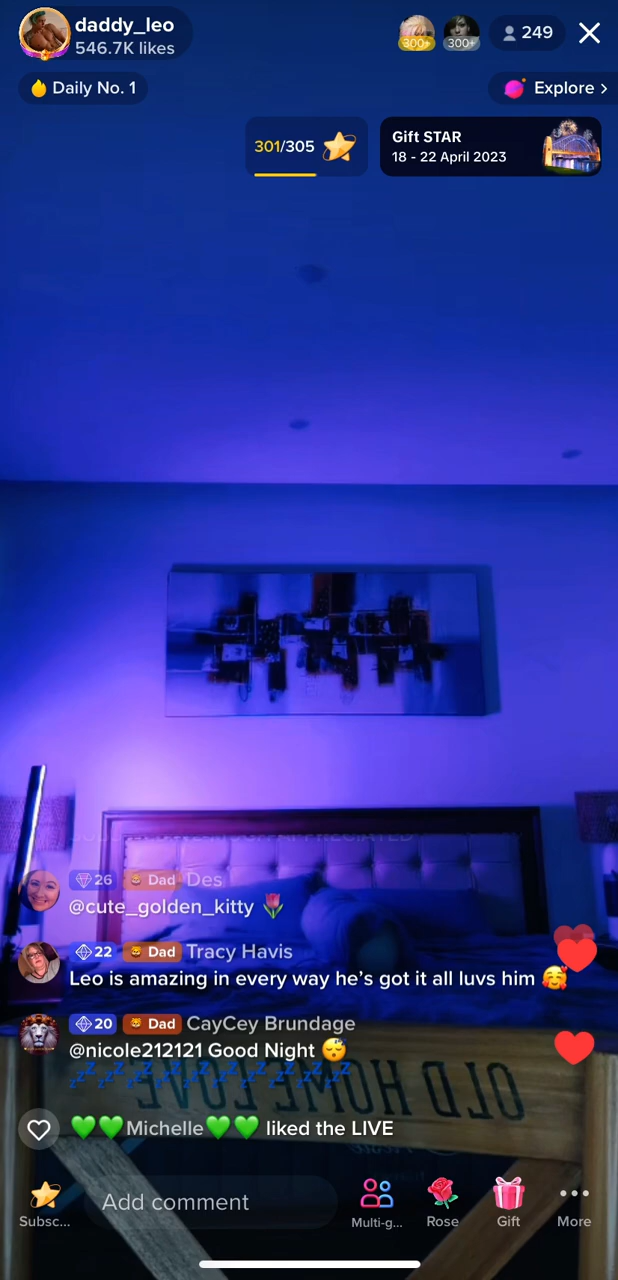 daddy_leo
546.7K likes
300+
300+
249
Daily No. 1
Explore >
301/305
Gift STAR
18 - 22 April 2023
26 Dad Des
@cute_golden_kitty 🌷
22 Dad Tracy Havis
Leo is amazing in every way he's got it all luvs him 🥰
20 Dad CayCey Brundage
@nicole212121 Good Night 😴
💤💤💤💤💤💤💤💤💤💤
OLD HOME LOVE
💚💚Michelle💚💚 liked the LIVE
Add comment
Subsc...
Multi-g...
Rose
Gift
More